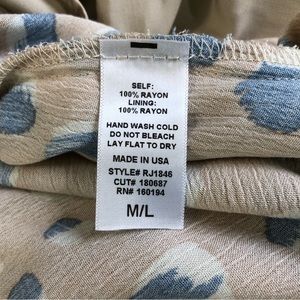 SELF:
100% RAYON
LINING:
100% RAYON
HAND WASH COLD
DO NOT BLEACH
LAY FLAT TO DRY
MADE IN USA
STYLE# RJ1846
CUT# 180687
RN# 160194
M/L